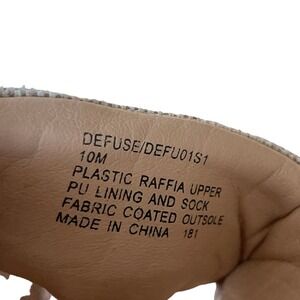 DEFUSE/DEFU01S1
10M
PLASTIC RAFFIA UPPER
PU LINING AND SOCK
FABRIC COATED OUTSOLE
MADE IN CHINA 181